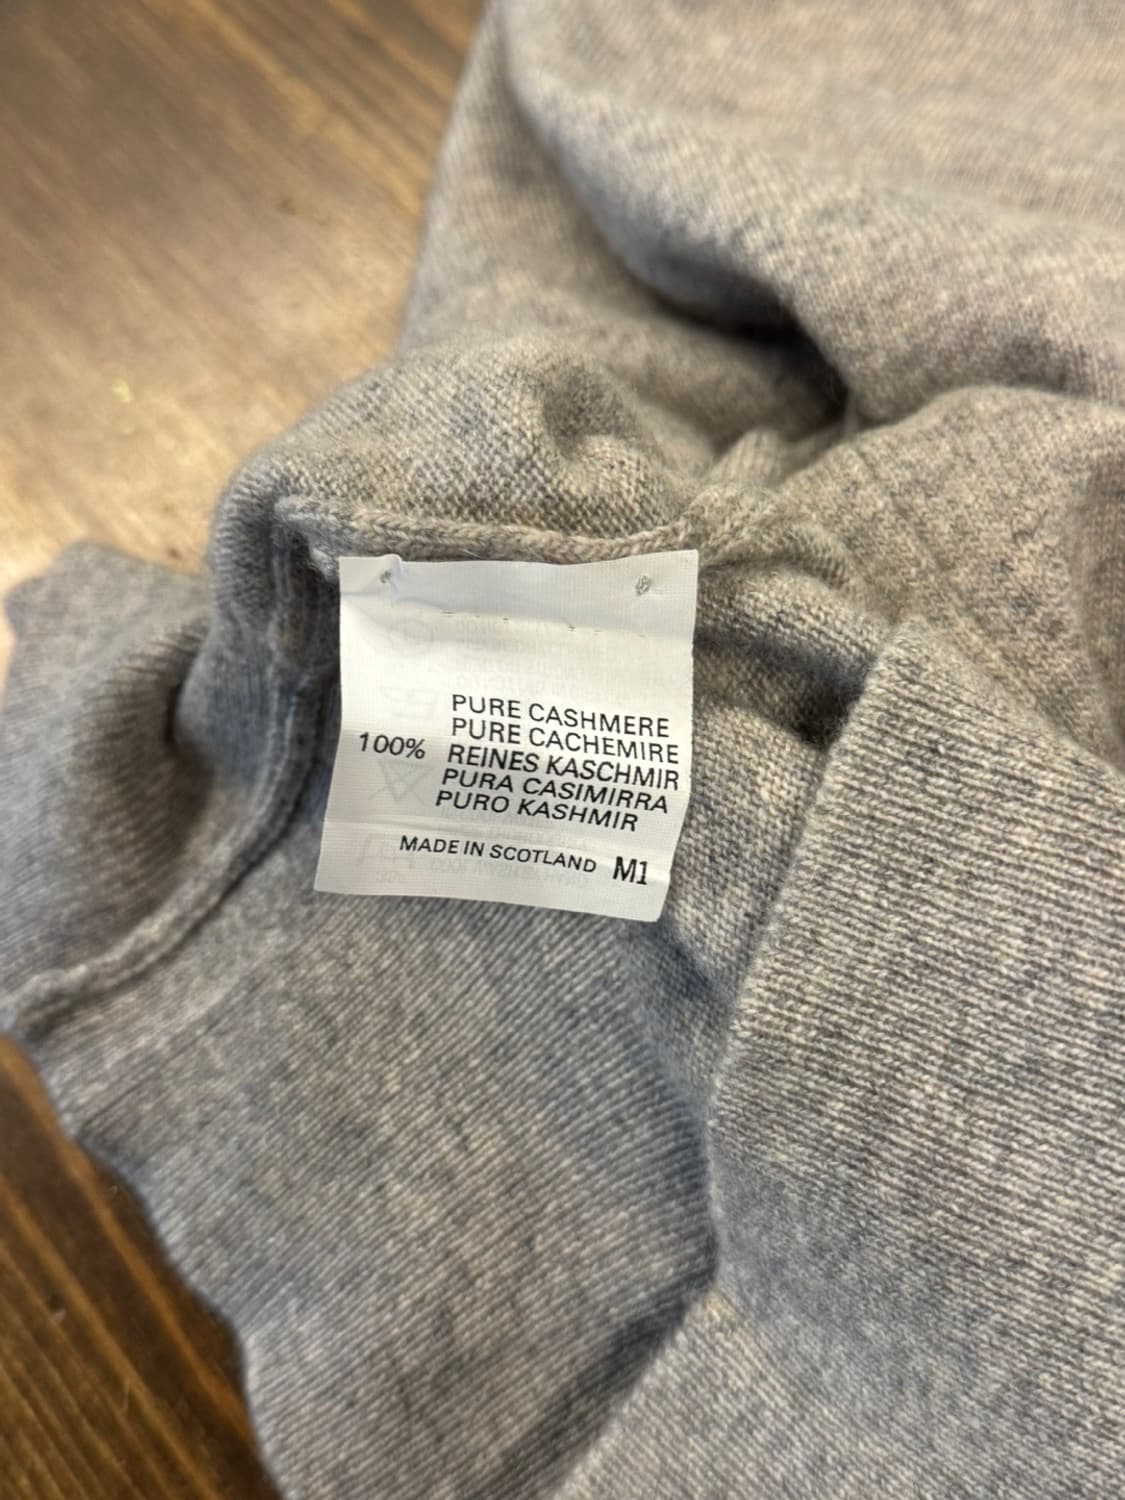 PURE CASHMERE
PURE CACHEMIRE
100% REINES KASCHMIR
PURA CASIMIRRA
PURO KASHMIR
MADE IN SCOTLAND M1